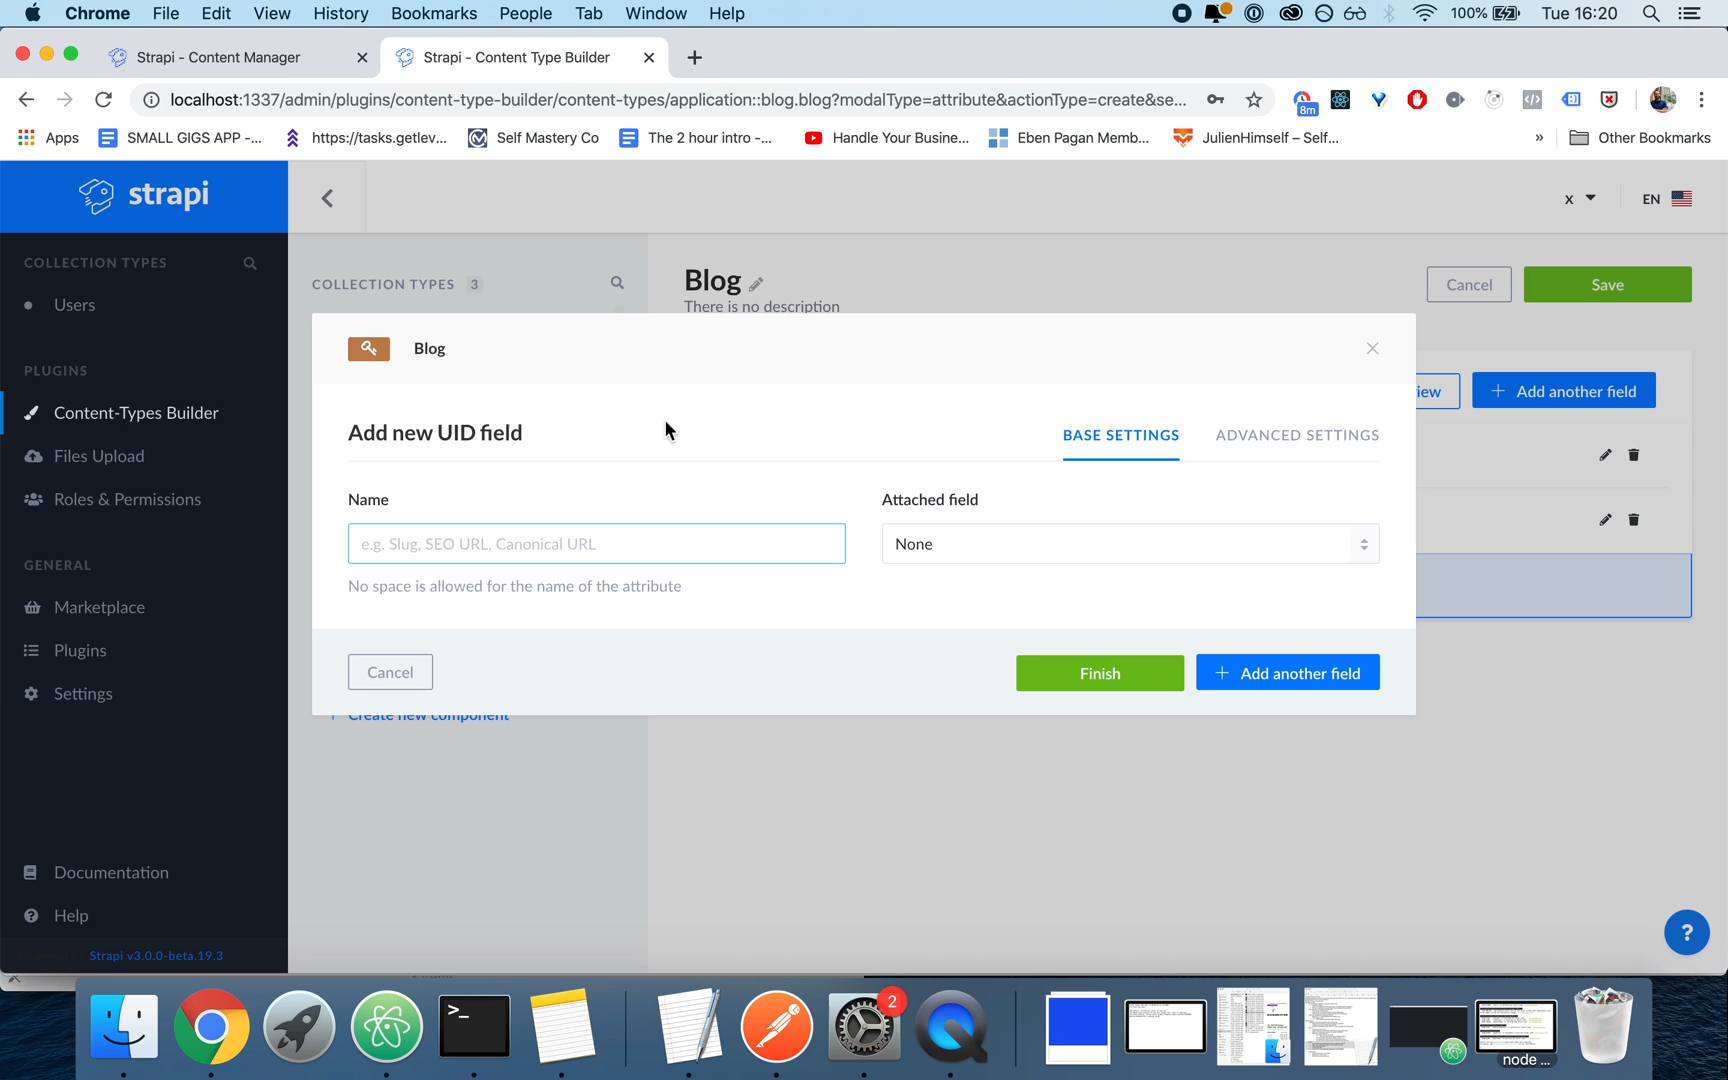 Chrome File Edit View History Bookmarks People Tab Window Help 100% Tue 16:20
Strapi - Content Manager Strapi - Content Type Builder
localhost:1337/admin/plugins/content-type-builder/content-types/application::blog.blog?modalType=attribute&actionType=create&se... 8m
Apps SMALL GIGS APP -... https://tasks.getlev... Self Mastery Co The 2 hour intro -... Handle Your Busine... Eben Pagan Memb... JulienHimself – Self... » Other Bookmarks
strapi
x EN
COLLECTION TYPES
Users
PLUGINS
Content-Types Builder
Files Upload
Roles & Permissions
GENERAL
Marketplace
Plugins
Settings
Documentation
Help
Strapi v3.0.0-beta.19.3
COLLECTION TYPES 3
Blog
There is no description
Cancel Save
iew + Add another field
Blog
Add new UID field
BASE SETTINGS ADVANCED SETTINGS
Name
e.g. Slug, SEO URL, Canonical URL
No space is allowed for the name of the attribute
Attached field
None
Cancel Finish + Add another field
Create new component
?
2
node ...